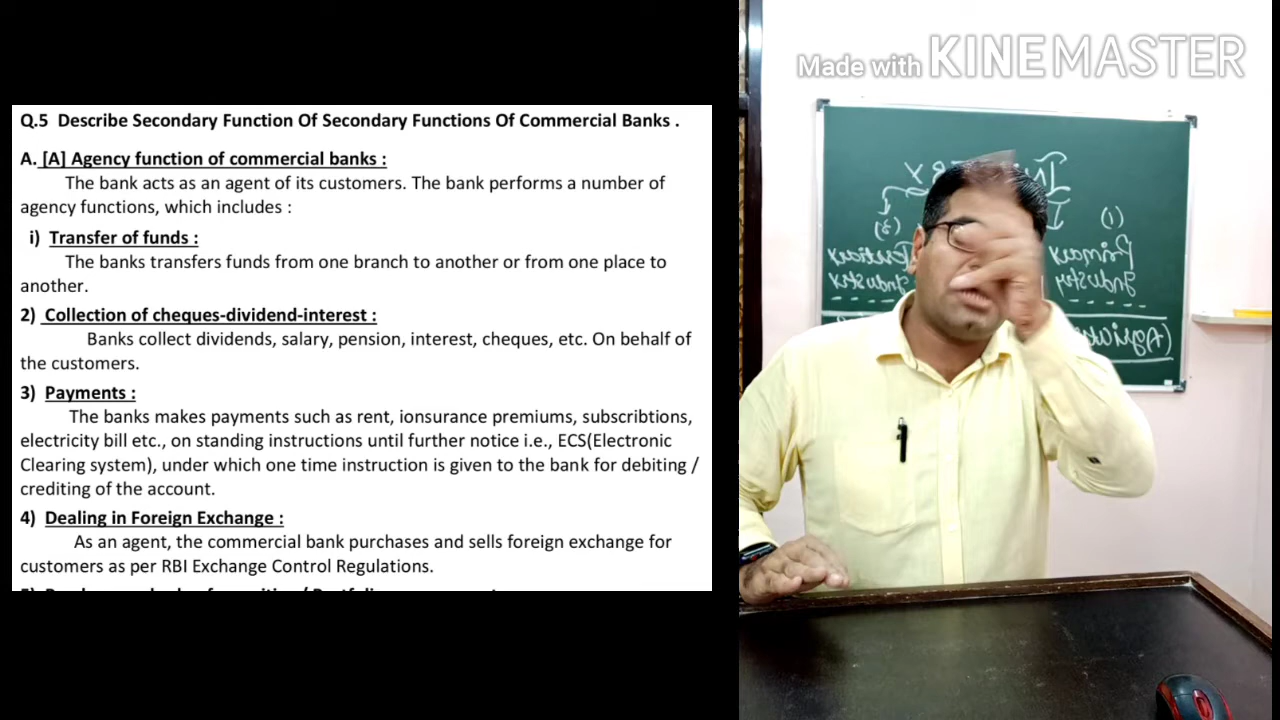 Made with KINEMASTER
Q.5 Describe Secondary Function Of Secondary Functions Of Commercial Banks .
A. [A] Agency function of commercial banks :
The bank acts as an agent of its customers. The bank performs a number of
agency functions, which includes :
i) Transfer of funds :
The banks transfers funds from one branch to another or from one place to
another.
2) Collection of cheques-dividend-interest :
Banks collect dividends, salary, pension, interest, cheques, etc. On behalf of
the customers.
3) Payments :
The banks makes payments such as rent, ionsurance premiums, subscribtions,
electricity bill etc., on standing instructions until further notice i.e., ECS(Electronic
Clearing system), under which one time instruction is given to the bank for debiting /
crediting of the account.
4) Dealing in Foreign Exchange :
As an agent, the commercial bank purchases and sells foreign exchange for
customers as per RBI Exchange Control Regulations.
(1)
(3)
Primary
Industry
Tertiary
Industry